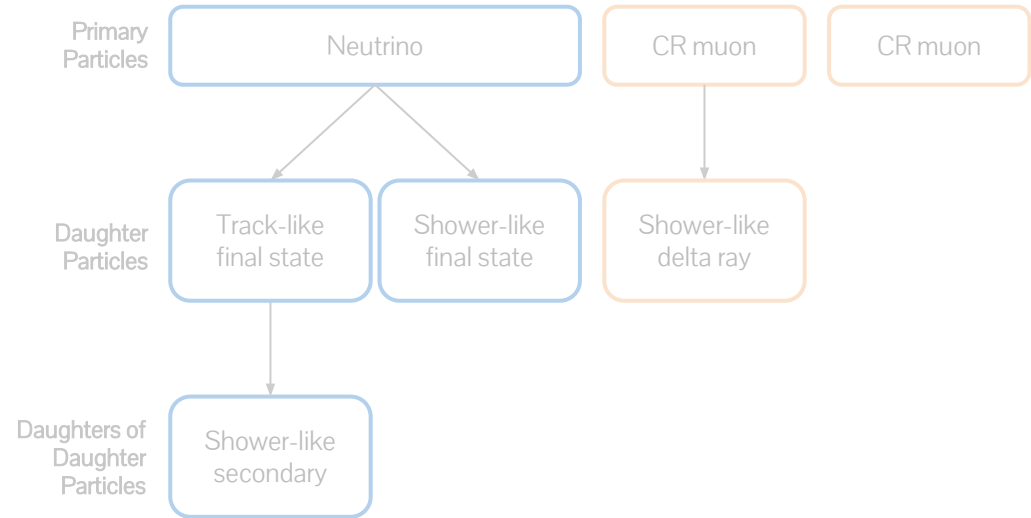 Primary
Particles
Neutrino
CR muon
CR muon
Daughter
Particles
Track-like
final state
Shower-like
final state
Shower-like
delta ray
Daughters of
Daughter
Particles
Shower-like
secondary